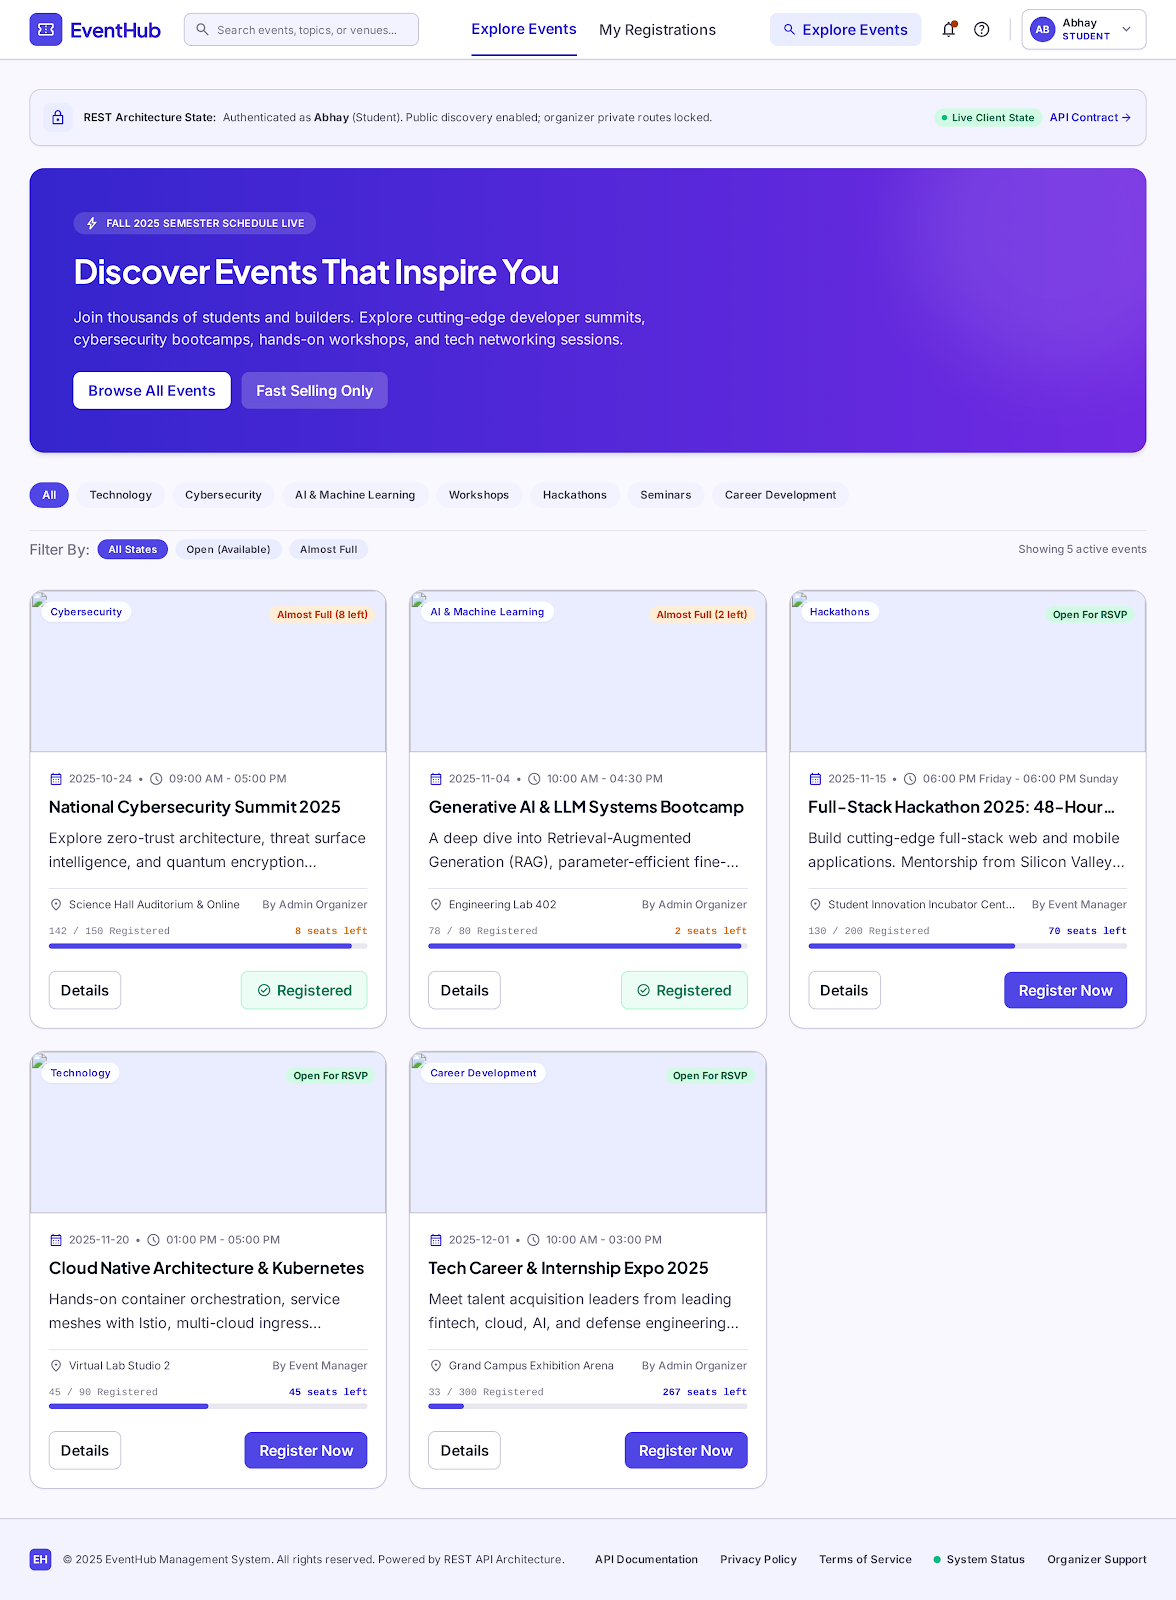 EventHub
Search events, topics, or venues...
Explore Events
My Registrations
Explore Events
AB
Abhay
STUDENT
REST Architecture State: Authenticated as Abhay (Student). Public discovery enabled; organizer private routes locked.
Live Client State
API Contract →
FALL 2025 SEMESTER SCHEDULE LIVE
Discover Events That Inspire You
Join thousands of students and builders. Explore cutting-edge developer summits,
cybersecurity bootcamps, hands-on workshops, and tech networking sessions.
Browse All Events
Fast Selling Only
All
Technology
Cybersecurity
AI & Machine Learning
Workshops
Hackathons
Seminars
Career Development
Filter By:
All States
Open (Available)
Almost Full
Showing 5 active events
Cybersecurity
Almost Full (8 left)
2025-10-24 • 09:00 AM - 05:00 PM
National Cybersecurity Summit 2025
Explore zero-trust architecture, threat surface
intelligence, and quantum encryption...
Science Hall Auditorium & Online
By Admin Organizer
142 / 150 Registered
8 seats left
Details
Registered
AI & Machine Learning
Almost Full (2 left)
2025-11-04 • 10:00 AM - 04:30 PM
Generative AI & LLM Systems Bootcamp
A deep dive into Retrieval-Augmented
Generation (RAG), parameter-efficient fine-...
Engineering Lab 402
By Admin Organizer
78 / 80 Registered
2 seats left
Details
Registered
Hackathons
Open For RSVP
2025-11-15 • 06:00 PM Friday - 06:00 PM Sunday
Full-Stack Hackathon 2025: 48-Hour...
Build cutting-edge full-stack web and mobile
applications. Mentorship from Silicon Valley...
Student Innovation Incubator Cent...
By Event Manager
130 / 200 Registered
70 seats left
Details
Register Now
Technology
Open For RSVP
2025-11-20 • 01:00 PM - 05:00 PM
Cloud Native Architecture & Kubernetes
Hands-on container orchestration, service
meshes with Istio, multi-cloud ingress...
Virtual Lab Studio 2
By Event Manager
45 / 90 Registered
45 seats left
Details
Register Now
Career Development
Open For RSVP
2025-12-01 • 10:00 AM - 03:00 PM
Tech Career & Internship Expo 2025
Meet talent acquisition leaders from leading
fintech, cloud, AI, and defense engineering...
Grand Campus Exhibition Arena
By Admin Organizer
33 / 300 Registered
267 seats left
Details
Register Now
EH
© 2025 EventHub Management System. All rights reserved. Powered by REST API Architecture.
API Documentation
Privacy Policy
Terms of Service
System Status
Organizer Support